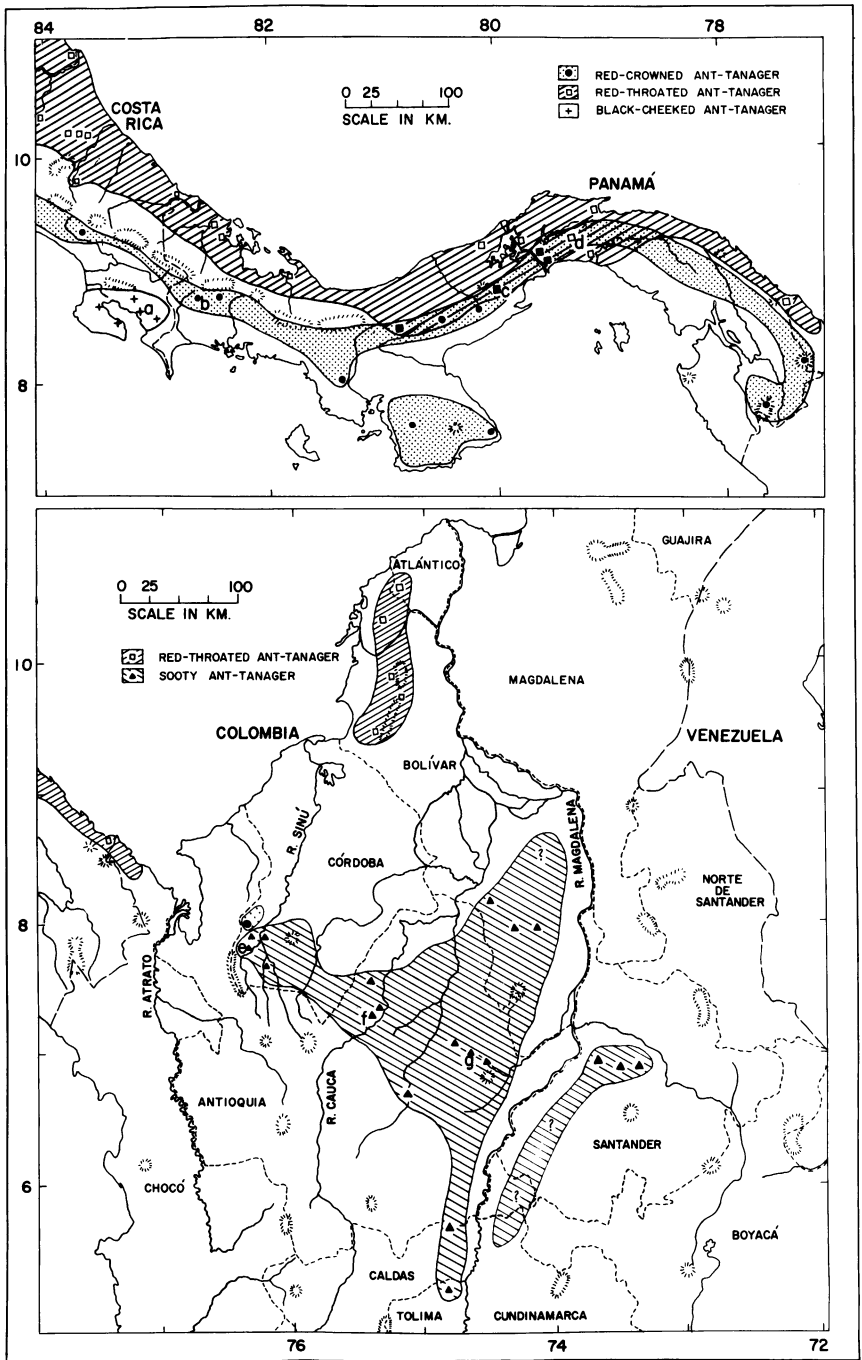 84 82 80 78
RED-CROWNED ANT-TANAGER
RED-THROATED ANT-TANAGER
BLACK-CHEEKED ANT-TANAGER
0 25 100
SCALE IN KM.
COSTA
RICA
10
PANAMÁ
d
c
b
a
8
GUAJIRA
ATLÁNTICO
0 25 100
SCALE IN KM.
RED-THROATED ANT-TANAGER
SOOTY ANT-TANAGER
10
MAGDALENA
COLOMBIA
VENEZUELA
BOLÍVAR
R. SINÚ
R. MAGDALENA
CÓRDOBA
?
NORTE
DE
SANTANDER
8
e
R. ATRATO
f
g
ANTIOQUIA
R. CAUCA
?
SANTANDER
6
CHOCÓ
?
BOYACÁ
CALDAS
TOLIMA
CUNDINAMARCA
76 74 72